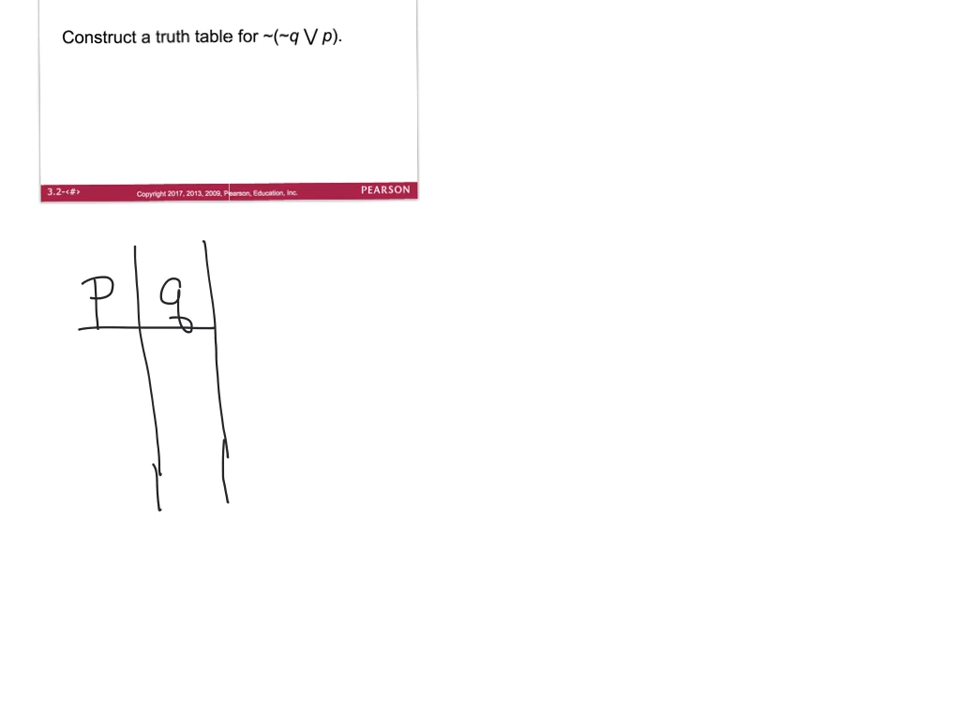 Construct a truth table for ~(~q V p).
3.2-‹#› Copyright 2017, 2013, 2009, Pearson, Education, Inc. PEARSON
P q